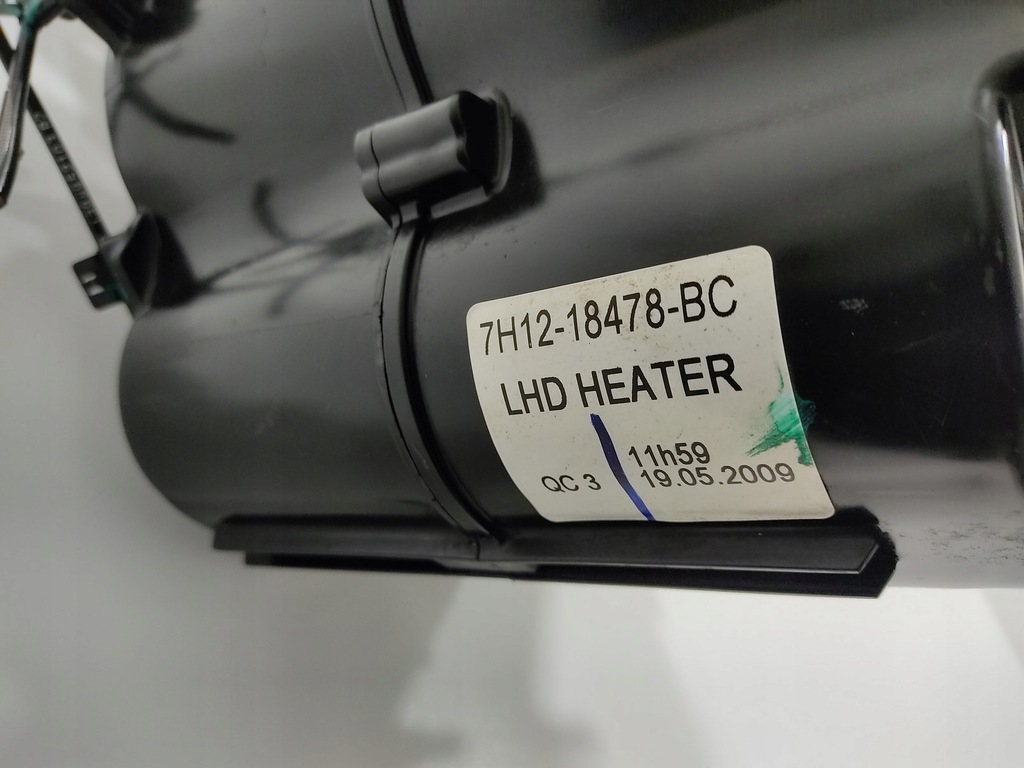 7H12-18478-BC
LHD HEATER
11h59
QC 3
19.05.2009